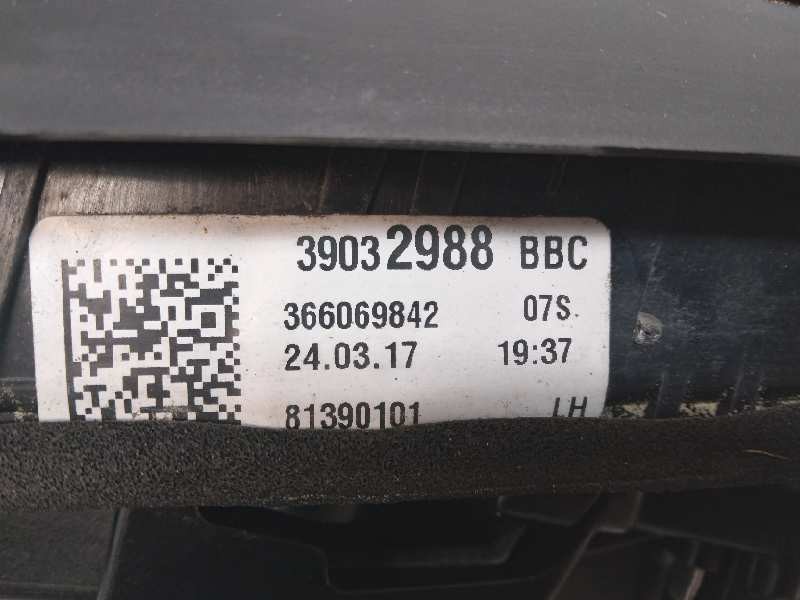 39032988 BBC
366069842 07S.
24.03.17 19:37
81390101 LH